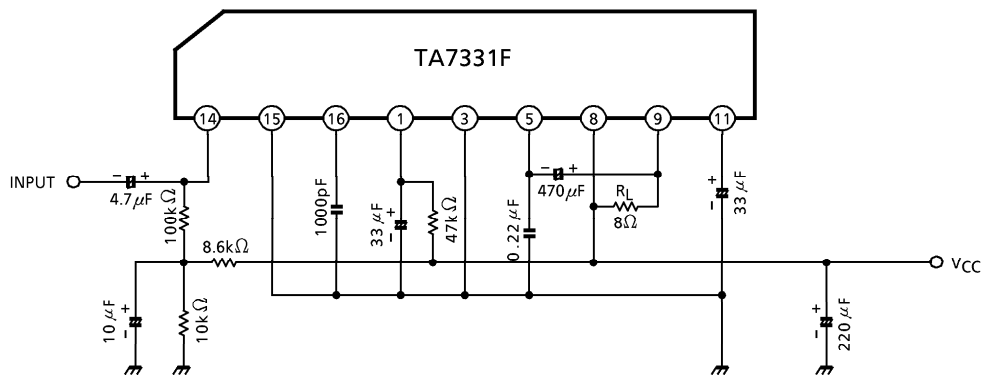 TA7331F
14 15 16 1 3 5 8 9 11
INPUT
− +
4.7μF
100kΩ
1000pF
33μF
+
−
47kΩ
− +
470μF
0.22μF
RL
8Ω
+
−
33μF
8.6kΩ
VCC
10μF
+
−
10kΩ
+
−
220μF